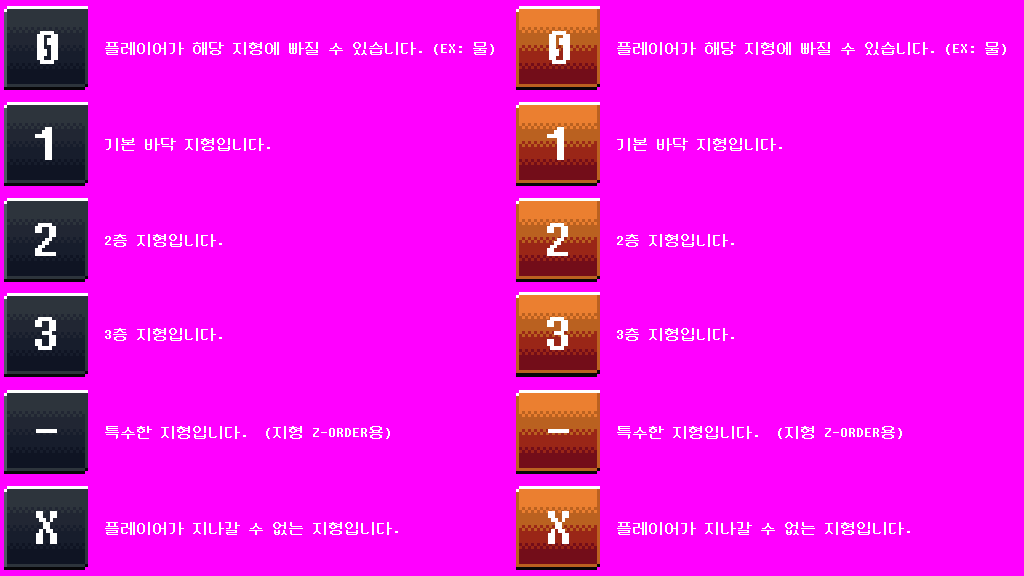 0 플레이어가 해당 지형에 빠질 수 있습니다. (EX: 물)
0 플레이어가 해당 지형에 빠질 수 있습니다. (EX: 물)
1 기본 바닥 지형입니다.
1 기본 바닥 지형입니다.
2 2층 지형입니다.
2 2층 지형입니다.
3 3층 지형입니다.
3 3층 지형입니다.
- 특수한 지형입니다. (지형 Z-ORDER용)
- 특수한 지형입니다. (지형 Z-ORDER용)
X 플레이어가 지나갈 수 없는 지형입니다.
X 플레이어가 지나갈 수 없는 지형입니다.